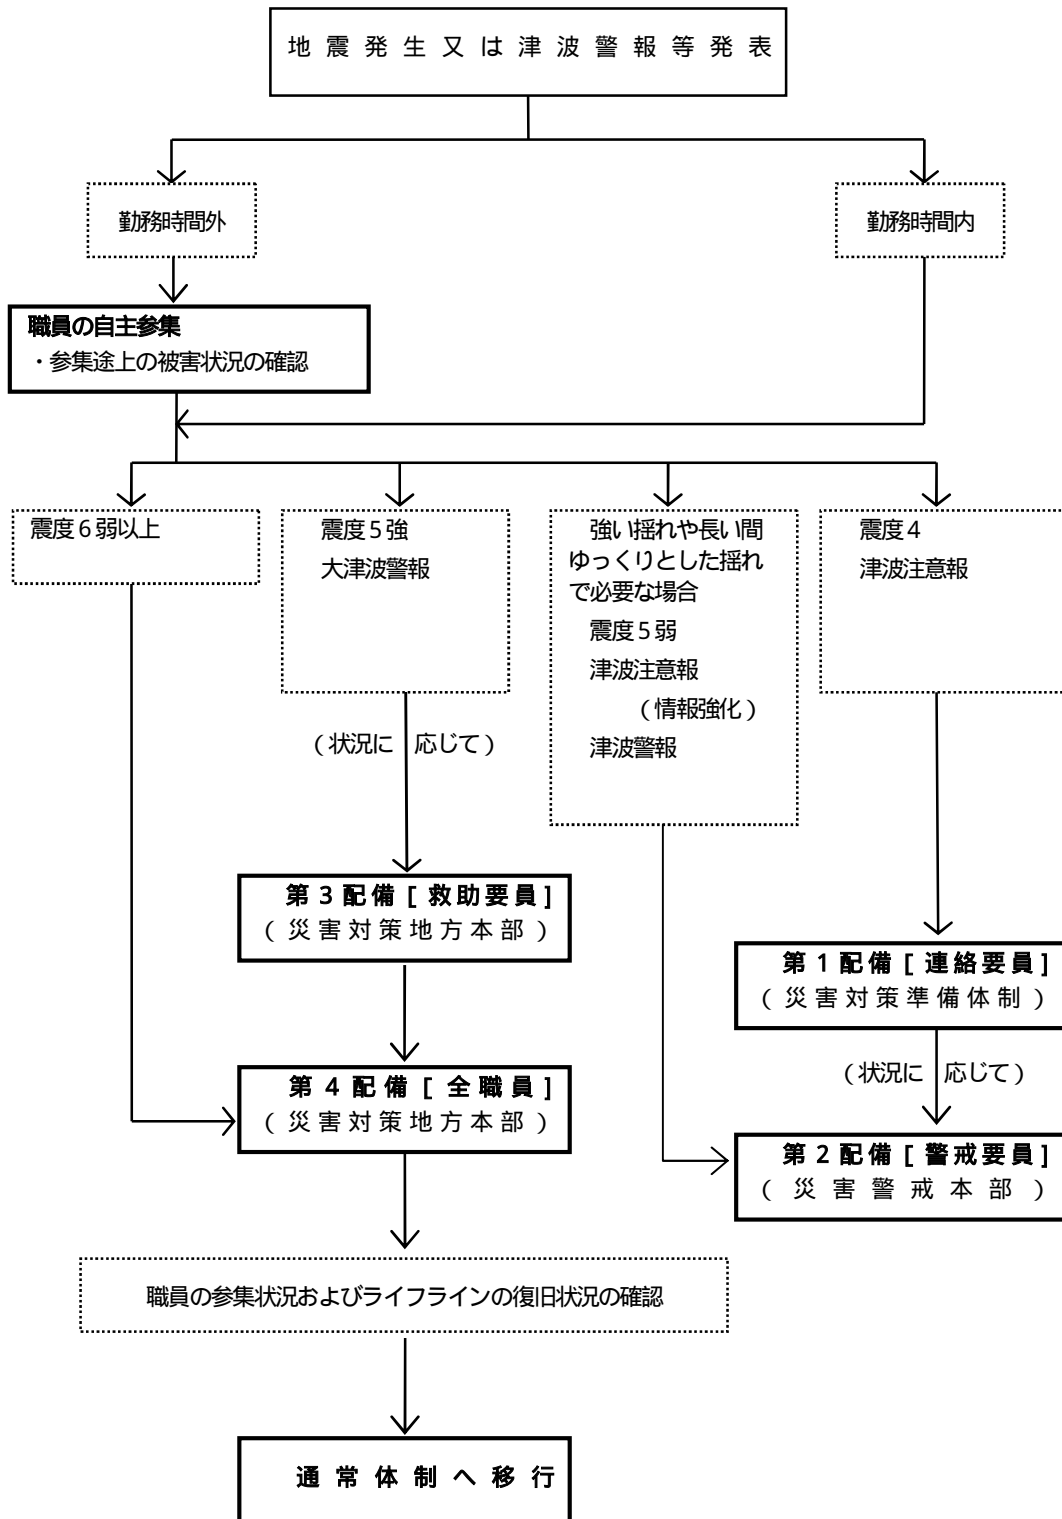 地震発生又は津波警報等発表
勤務時間外
勤務時間内
職員の自主参集
・参集途上の被害状況の確認
震度６弱以上
震度５強
大津波警報
強い揺れや長い間
ゆっくりとした揺れ
で必要な場合
震度５弱
津波注意報
（情報強化）
津波警報
震度４
津波注意報
（状況に　応じて）
第３配備［救助要員］
（災害対策地方本部）
第１配備［連絡要員］
（災害対策準備体制）
（状況に　応じて）
第４配備［全職員］
（災害対策地方本部）
第２配備［警戒要員］
（災害警戒本部）
職員の参集状況およびライフラインの復旧状況の確認
通常体制へ移行